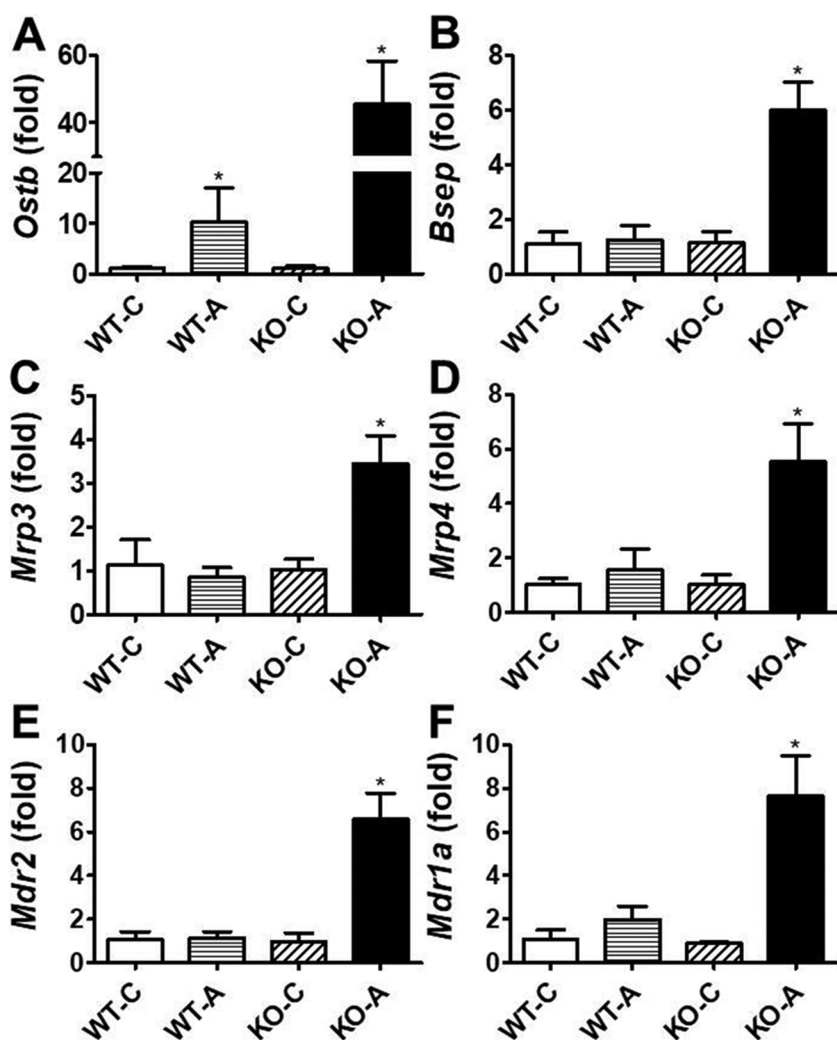 A
Ostb (fold)
60
40
20
10
0
*
*
WT-C
WT-A
KO-C
KO-A
B
Bsep (fold)
8
6
4
2
0
*
WT-C
WT-A
KO-C
KO-A
C
Mrp3 (fold)
5
4
3
2
1
0
*
WT-C
WT-A
KO-C
KO-A
D
Mrp4 (fold)
8
6
4
2
0
*
WT-C
WT-A
KO-C
KO-A
E
Mdr2 (fold)
10
8
6
4
2
0
*
WT-C
WT-A
KO-C
KO-A
F
Mdr1a (fold)
10
8
6
4
2
0
*
WT-C
WT-A
KO-C
KO-A